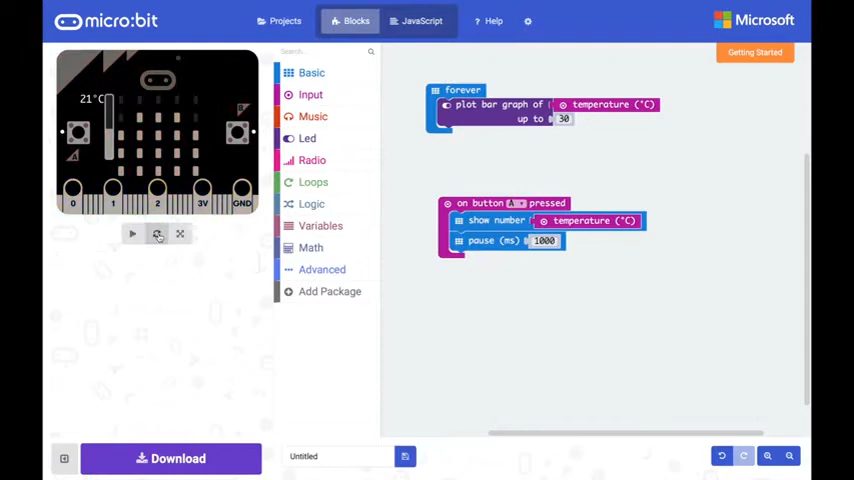 micro:bit
Projects
Blocks
JavaScript
? Help
Microsoft
Getting Started
21°C
B
A
0 1 2 3V GND
Search...
Basic
Input
Music
Led
Radio
Loops
Logic
Variables
Math
Advanced
Add Package
forever
plot bar graph of temperature (°C)
up to 30
on button A pressed
show number temperature (°C)
pause (ms) 1000
Download
Untitled